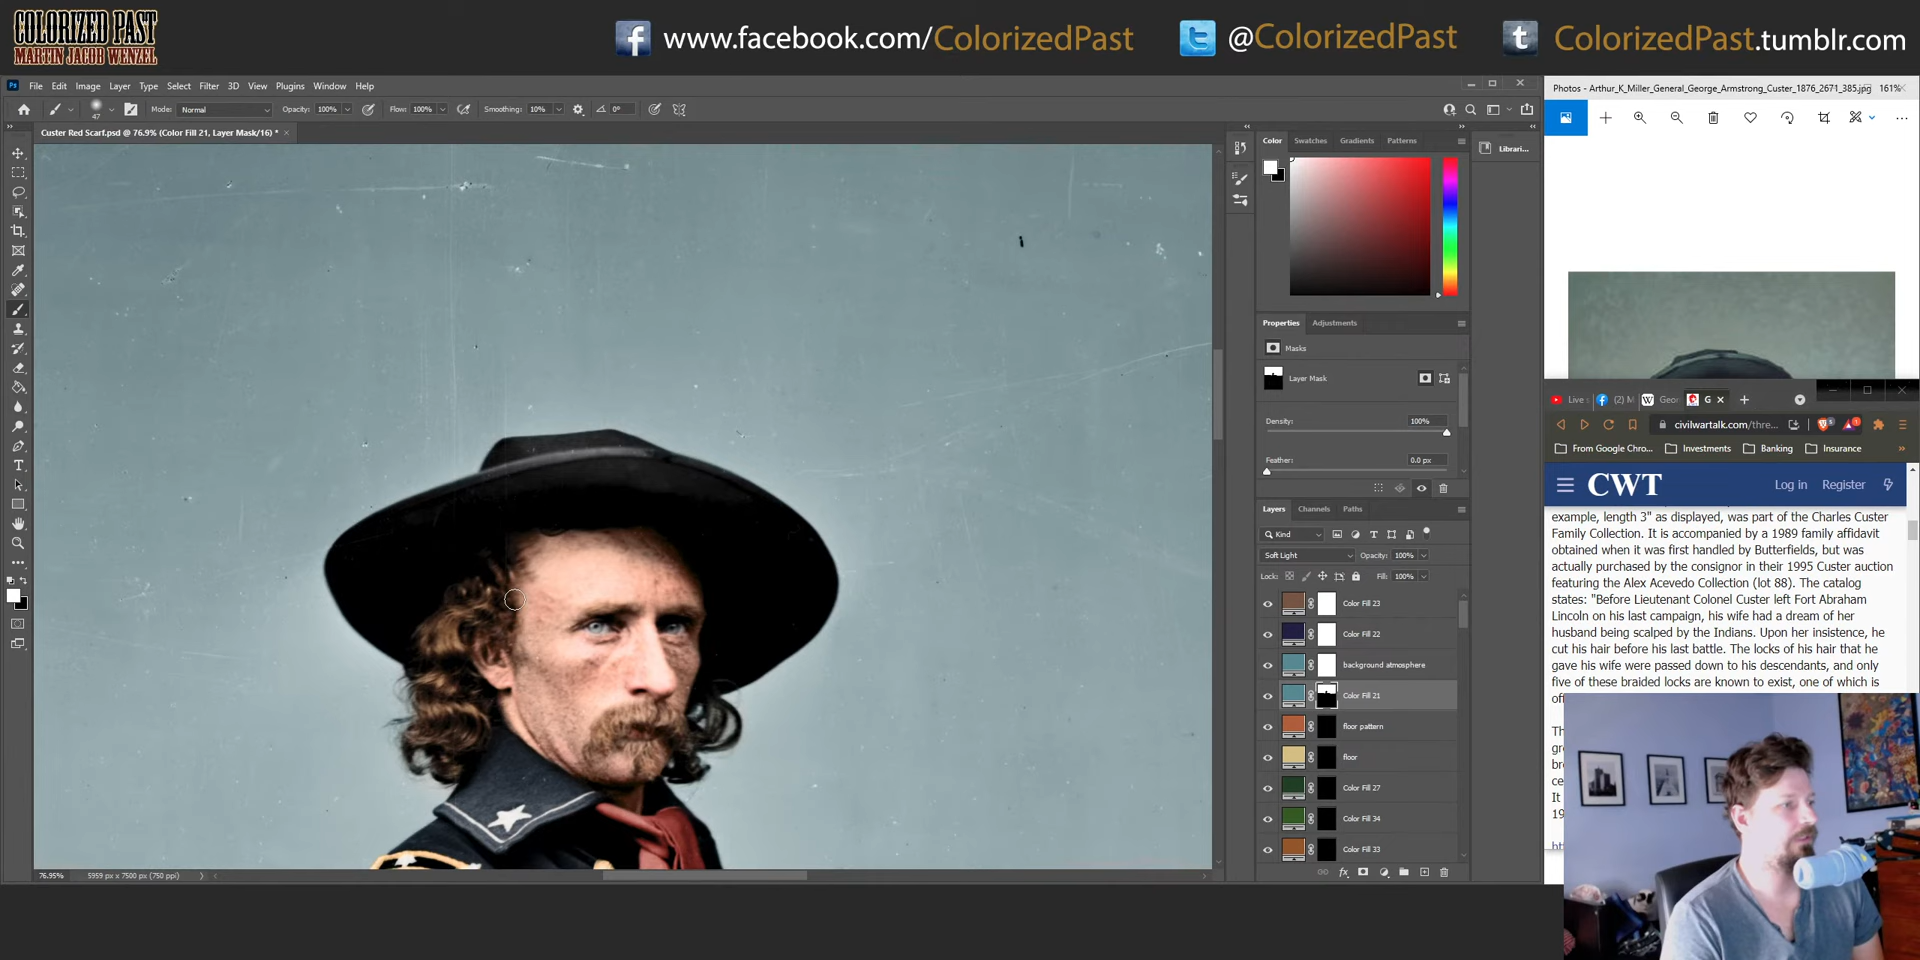 COLORIZED PAST
MARTIN JACOB WENZEL
www.facebook.com/ColorizedPast
@ColorizedPast
ColorizedPast.tumblr.com
File Edit Image Layer Type Select Filter 3D View Plugins Window Help
47 Mode: Normal Opacity: 100% Flow: 100% Smoothing: 10% 0°
Custer Red Scarf.psd @ 76.9% (Color Fill 21, Layer Mask/16) *
76.95% 5959 px x 7500 px (750 ppi)
Color Swatches Gradients Patterns
Librari...
Properties Adjustments
Masks
Layer Mask
Density: 100%
Feather: 0.0 px
Layers Channels Paths
Kind
Soft Light Opacity: 100%
Lock: Fill: 100%
Color Fill 23
Color Fill 22
background atmosphere
Color Fill 21
floor pattern
floor
Color Fill 27
Color Fill 34
Color Fill 33
Photos - Arthur_K_Miller_General_George_Armstrong_Custer_1876_2671_385.jpg 161%
Live s (2) M Geor G
civilwartalk.com/thre...
From Google Chro... Investments Banking Insurance
CWT Log in Register
example, length 3" as displayed, was part of the Charles Custer
Family Collection. It is accompanied by a 1989 family affidavit
obtained when it was first handled by Butterfields, but was
actually purchased by the consignor in their 1995 Custer auction
featuring the Alex Acevedo Collection (lot 88). The catalog
states: "Before Lieutenant Colonel Custer left Fort Abraham
Lincoln on his last campaign, his wife had a dream of her
husband being scalped by the Indians. Upon her insistence, he
cut his hair before his last battle. The locks of his hair that he
gave his wife were passed down to his descendants, and only
five of these braided locks are known to exist, one of which is